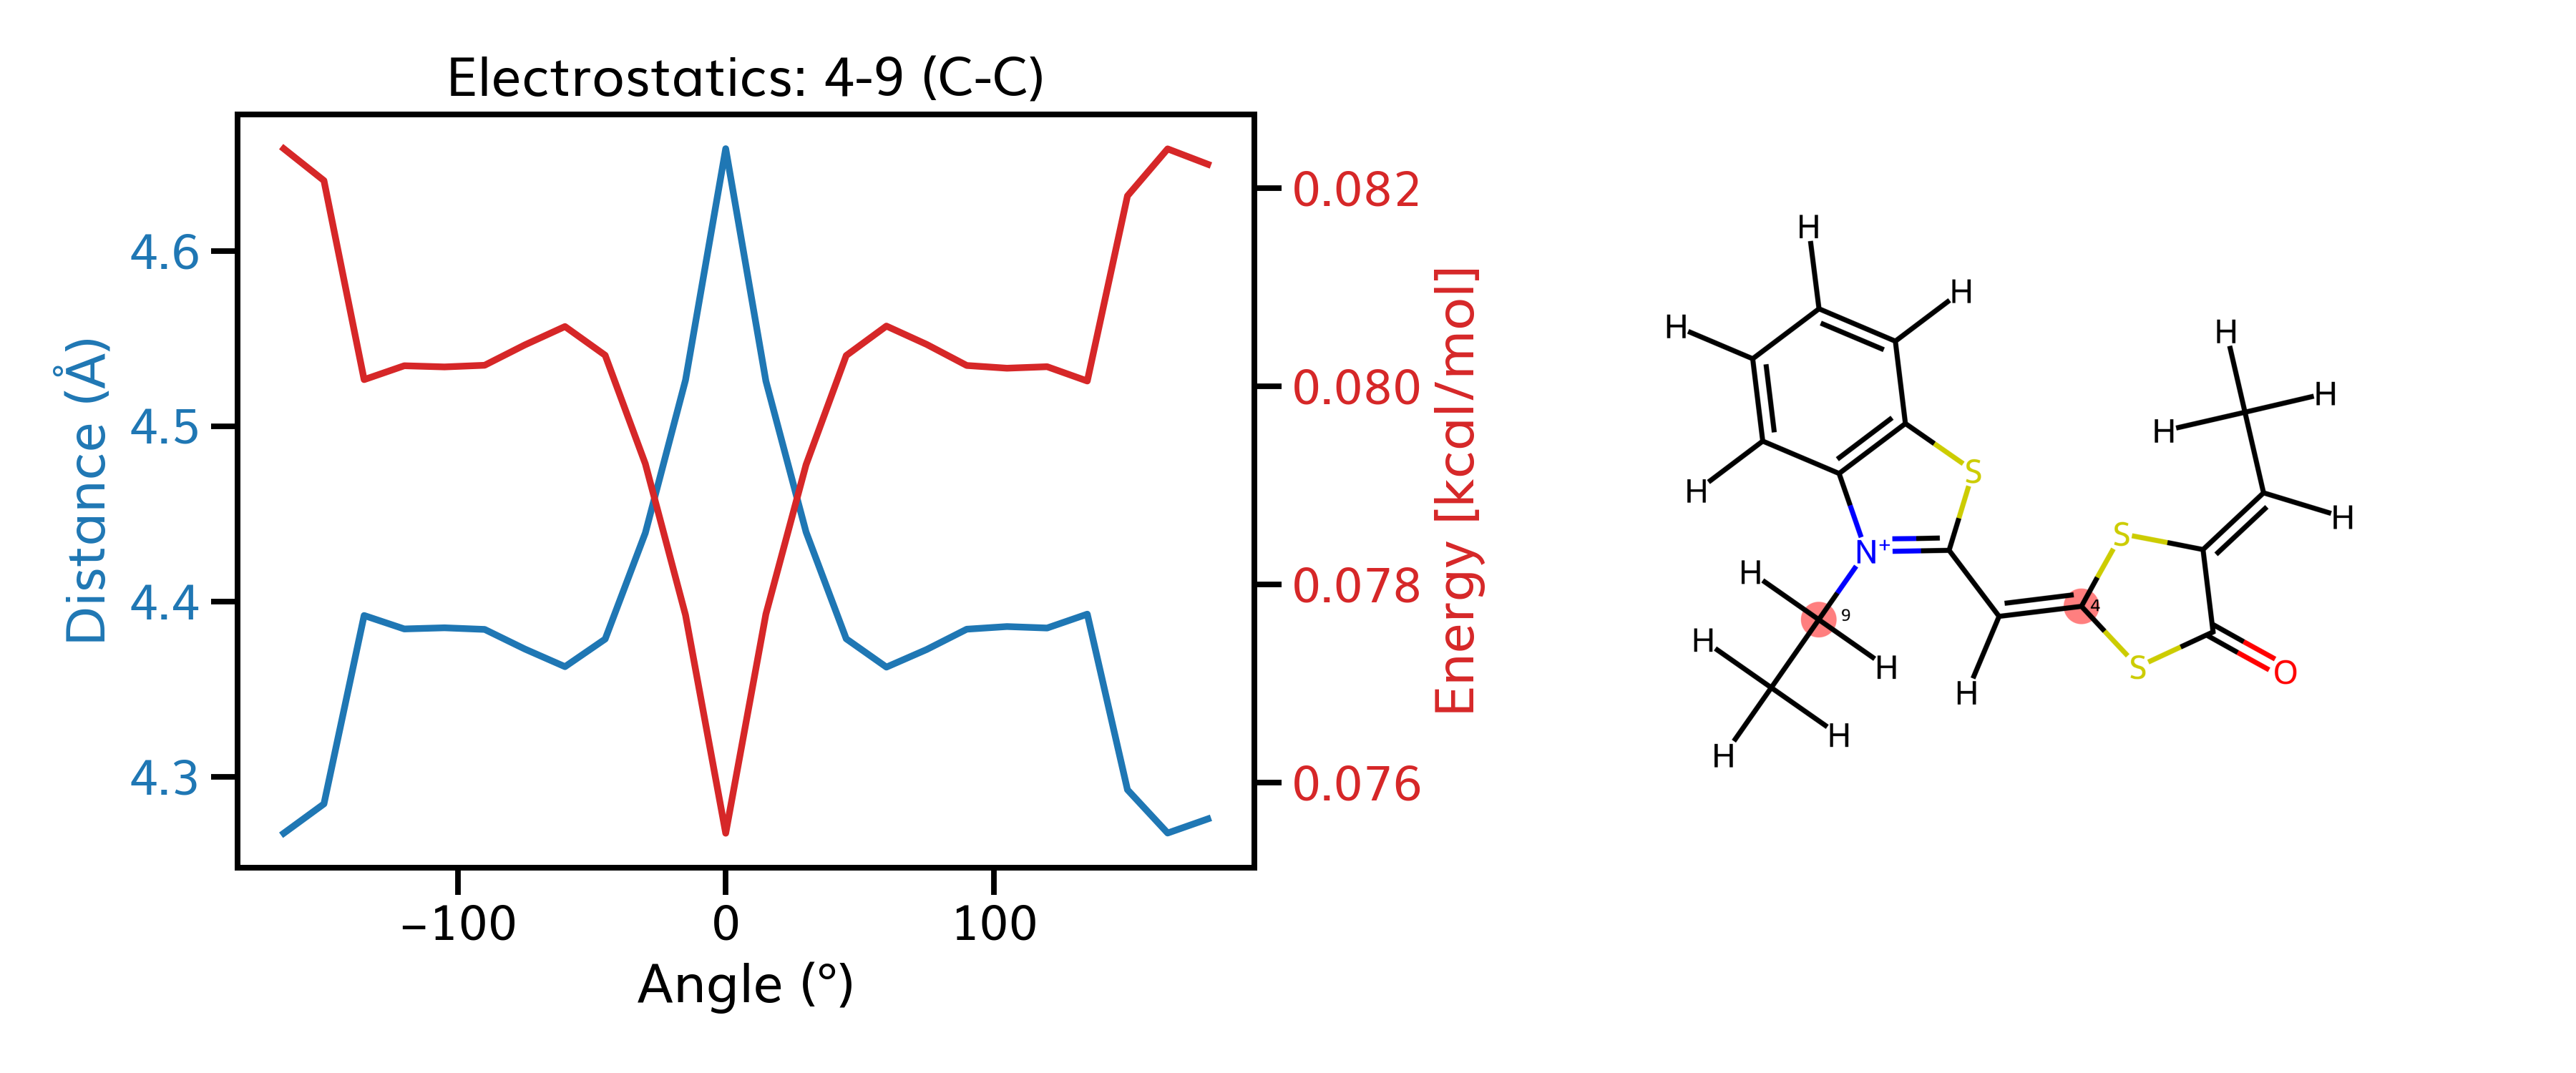 Electrostatics: 4-9 (C-C)
Distance (Å)
4.6
4.5
4.4
4.3
0.082
0.080
0.078
0.076
Energy [kcal/mol]
−100 0 100
Angle (°)
H
H
H
H
H
H
H
H
S
S
H
N⁺
H
4
9
H
H
S
O
H
H
H
H